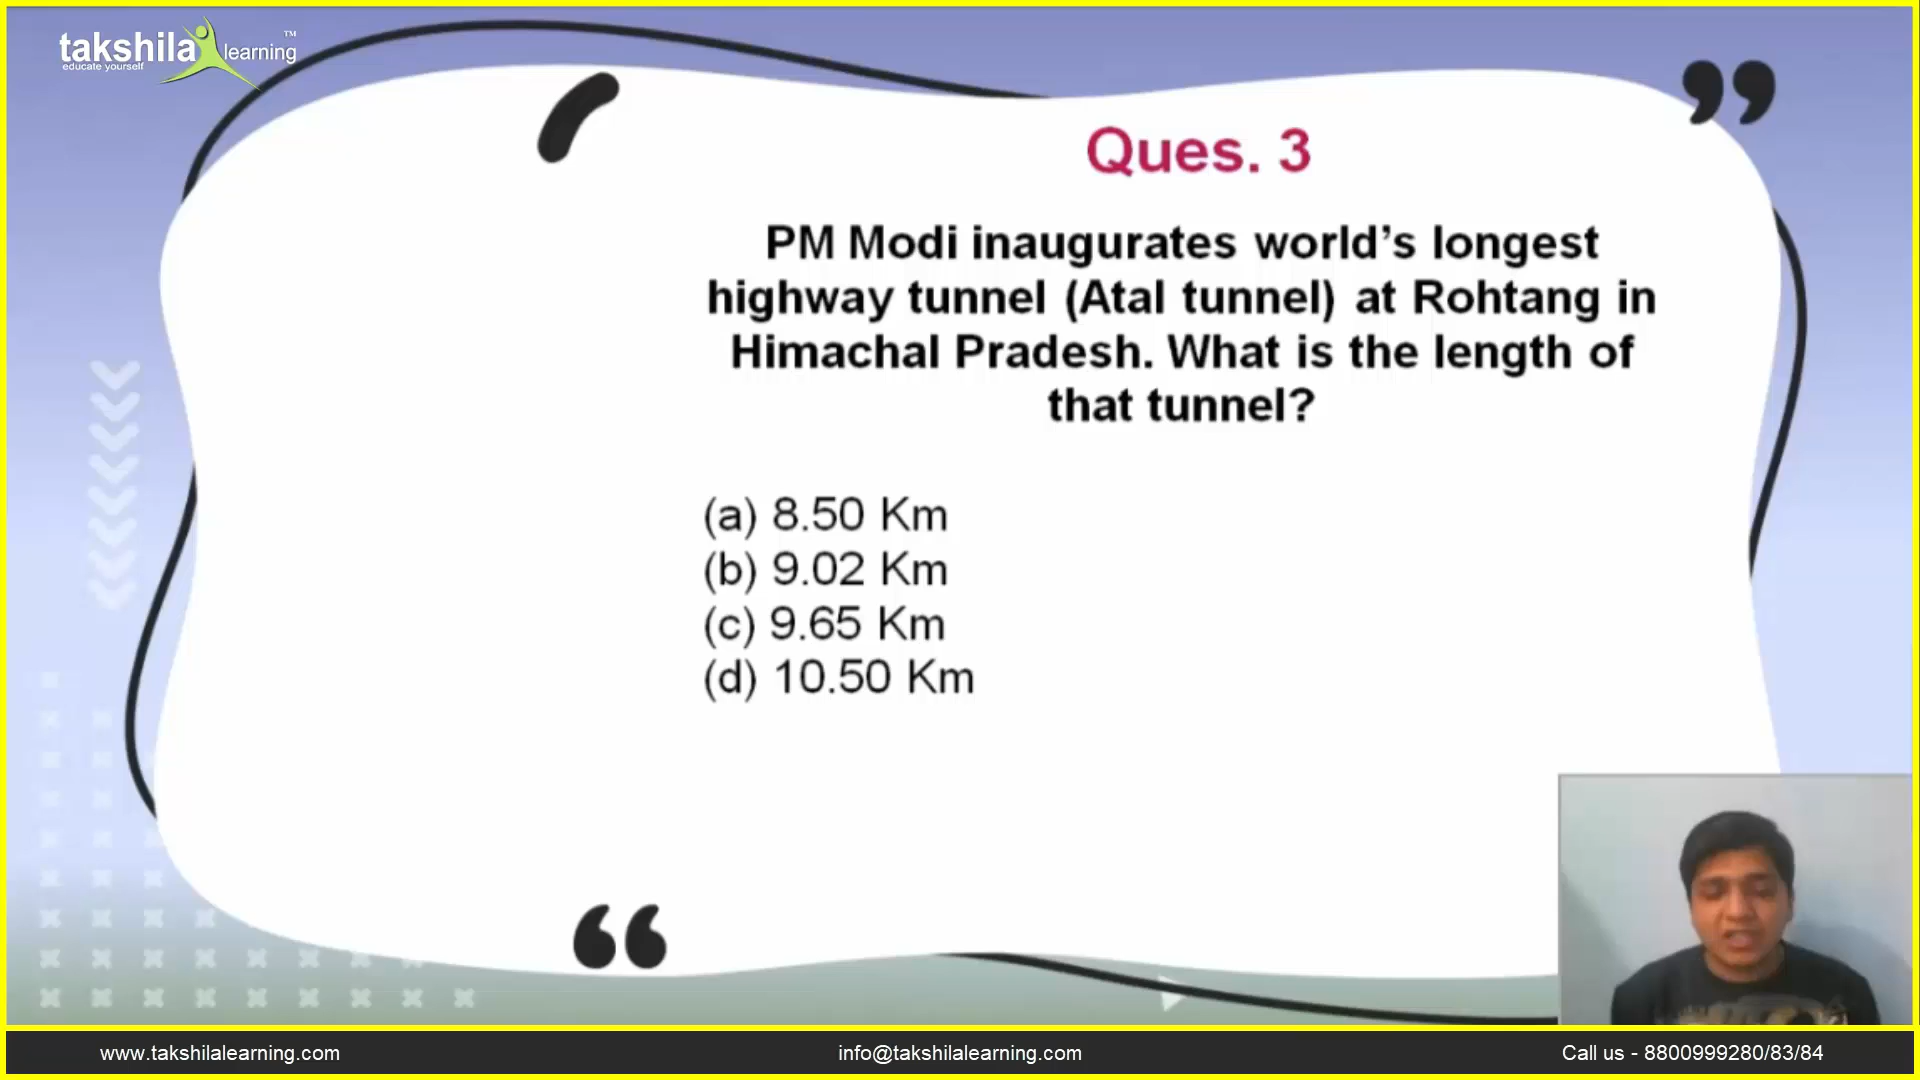 takshila learning ™
educate yourself
Ques. 3
PM Modi inaugurates world’s longest
highway tunnel (Atal tunnel) at Rohtang in
Himachal Pradesh. What is the length of
that tunnel?
(a) 8.50 Km
(b) 9.02 Km
(c) 9.65 Km
(d) 10.50 Km
www.takshilalearning.com
info@takshilalearning.com
Call us - 8800999280/83/84